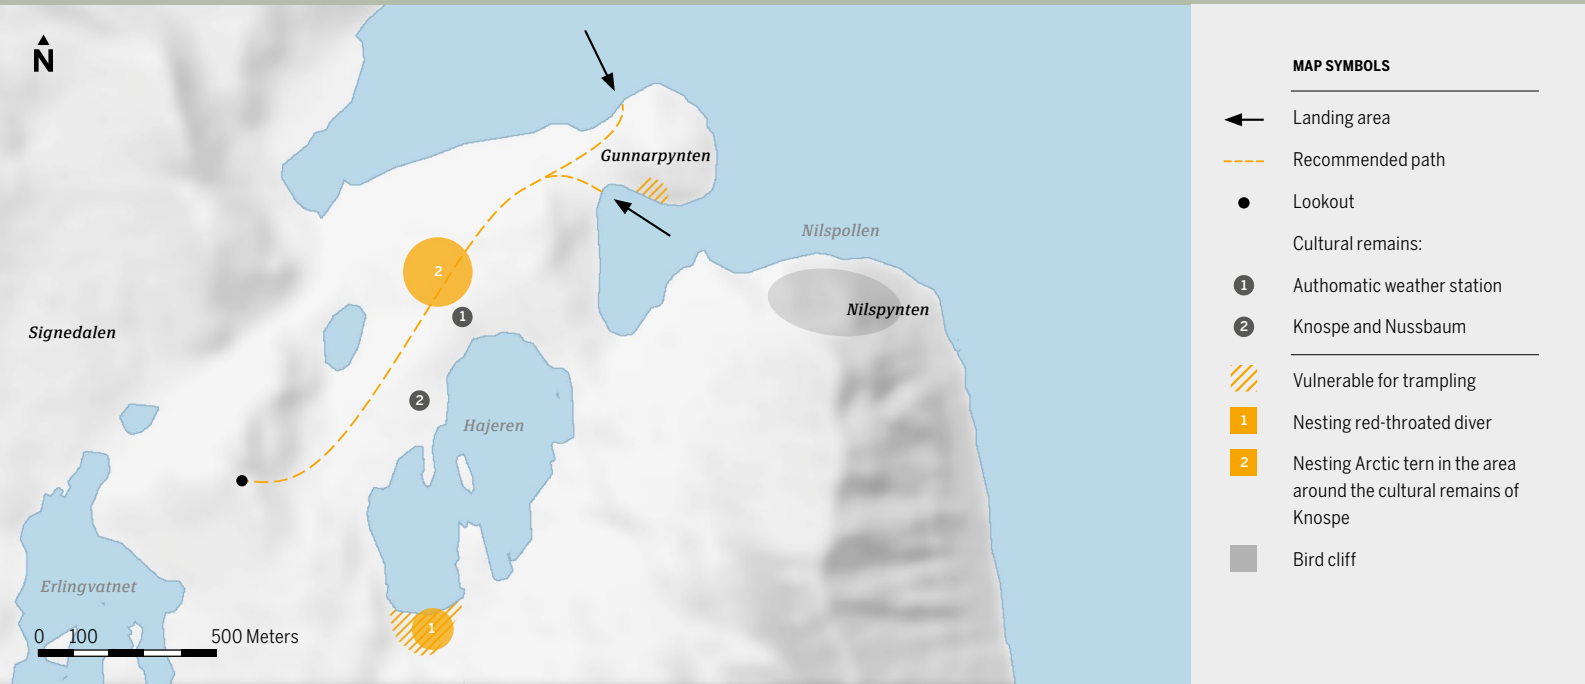 N
Gunnarpynten
Nilspollen
2
Nilspynten
1
Signedalen
2
Hajeren
Erlingvatnet
1
0 100 500 Meters
MAP SYMBOLS
Landing area
Recommended path
Lookout
Cultural remains:
1 Authomatic weather station
2 Knospe and Nussbaum
Vulnerable for trampling
1 Nesting red-throated diver
2 Nesting Arctic tern in the area
around the cultural remains of
Knospe
Bird cliff